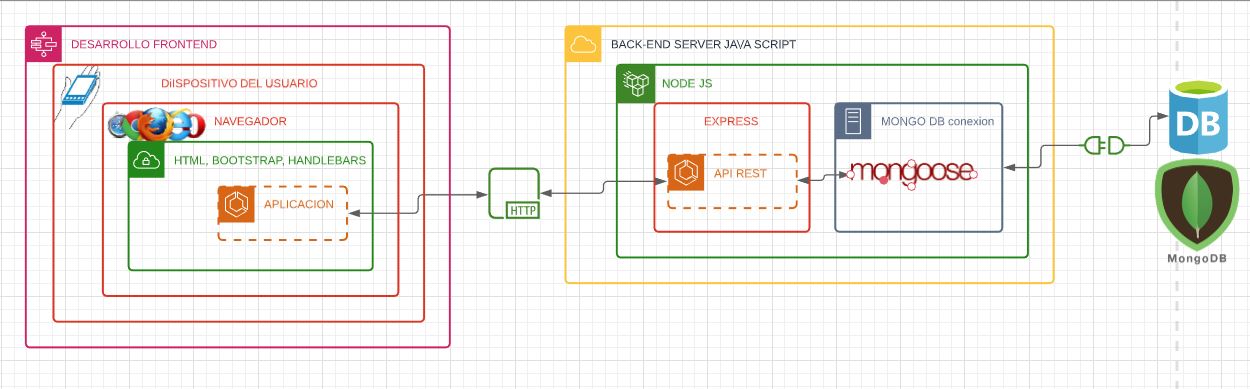 DESARROLLO FRONTEND
DiISPOSITIVO DEL USUARIO
NAVEGADOR
HTML, BOOTSTRAP, HANDLEBARS
APLICACION
HTTP
BACK-END SERVER JAVA SCRIPT
NODE JS
EXPRESS
API REST
MONGO DB conexion
mongoose
DB
MongoDB